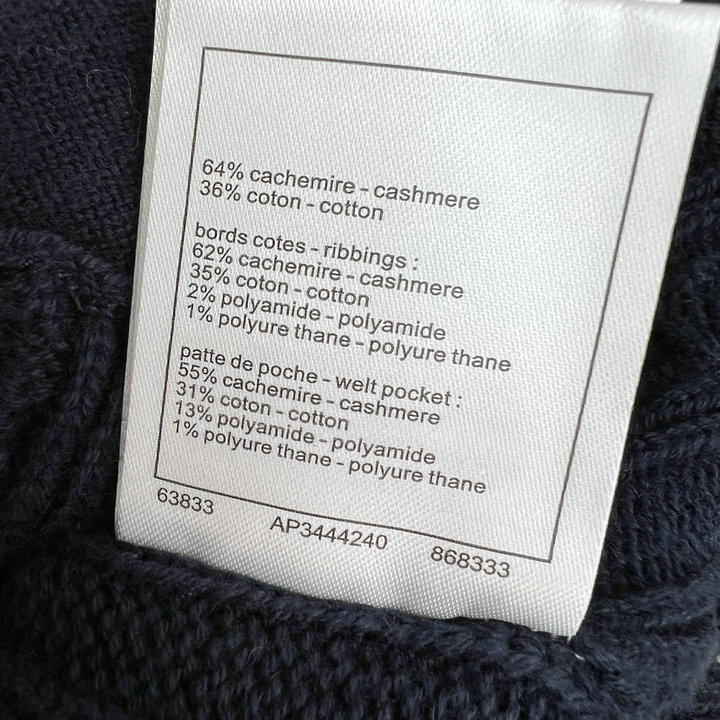 64% cachemire - cashmere
36% coton - cotton
bords cotes - ribbings :
62% cachemire - cashmere
35% coton - cotton
2% polyamide - polyamide
1% polyure thane - polyure thane
patte de poche - welt pocket :
55% cachemire - cashmere
31% coton - cotton
13% polyamide - polyamide
1% polyure thane - polyure thane
63833 AP3444240 868333